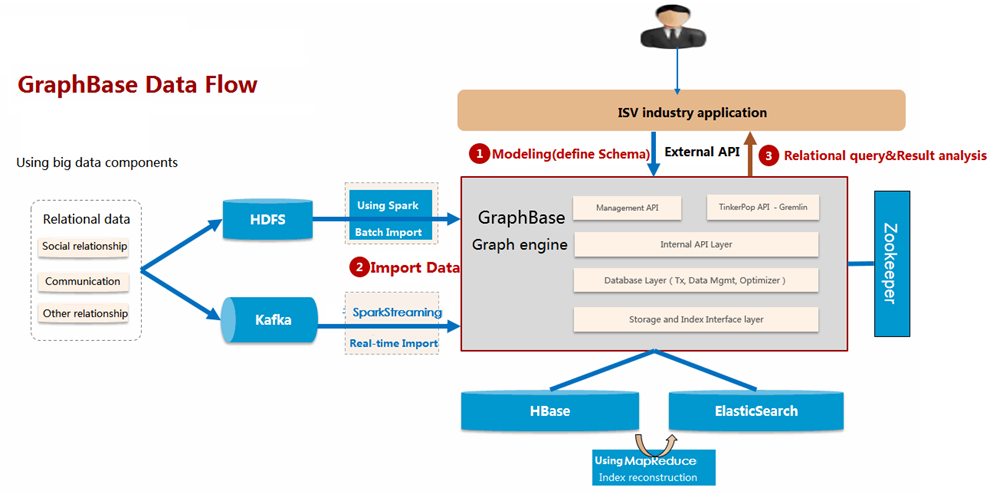 GraphBase Data Flow
ISV industry application
1 Modeling(define Schema)
External API
3 Relational query&Result analysis
Using big data components
Relational data
Social relationship
Communication
Other relationship
HDFS
Kafka
Using Spark
Batch Import
2 Import Data
SparkStreaming
Real-time Import
GraphBase
Graph engine
Management API
TinkerPop API - Gremlin
Internal API Layer
Database Layer ( Tx, Data Mgmt, Optimizer )
Storage and Index Interface layer
Zookeeper
HBase
ElasticSearch
Using MapReduce
Index reconstruction